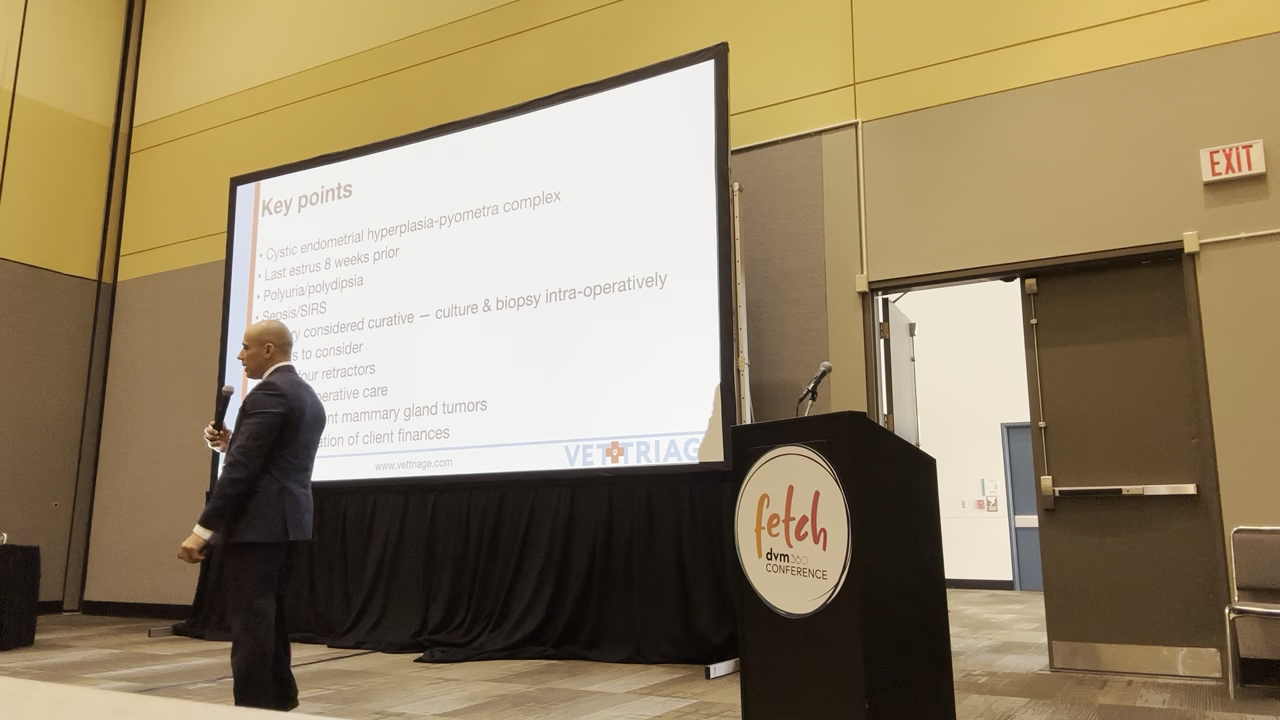 Key points
• Cystic endometrial hyperplasia-pyometra complex
• Last estrus 8 weeks prior
• Polyuria/polydipsia
• Sepsis/SIRS
considered curative — culture & biopsy intra-operatively
to consider
four retractors
care
mammary gland tumors
of client finances
www.vettriage.com
VET TRIAG
EXIT
fetch
dvm360
CONFERENCE